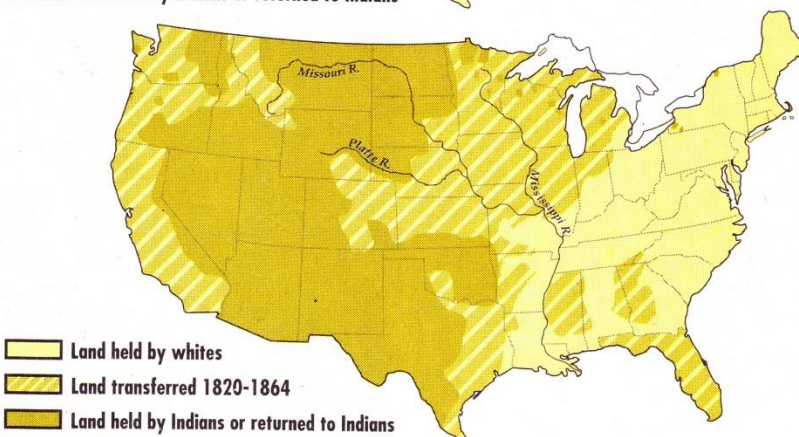 Missouri R.
Platte R.
Mississippi R.
Land held by whites
Land transferred 1820-1864
Land held by Indians or returned to Indians